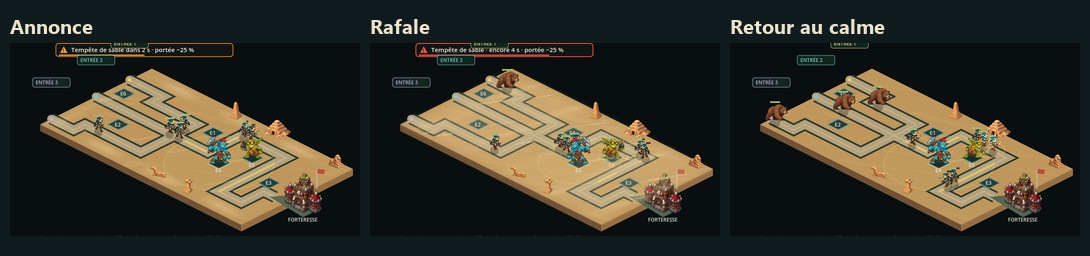 Annonce
Rafale
Retour au calme
ENTRÉE 1
Tempête de sable dans 2 s · portée −25 %
ENTRÉE 2
ENTRÉE 3
E6
E2
E1
E3
FORTERESSE
ENTRÉE 1
Tempête de sable · encore 4 s · portée −25 %
ENTRÉE 2
ENTRÉE 3
E6
E2
E3
FORTERESSE
ENTRÉE 1
ENTRÉE 2
ENTRÉE 3
E2
E1
E3
FORTERESSE